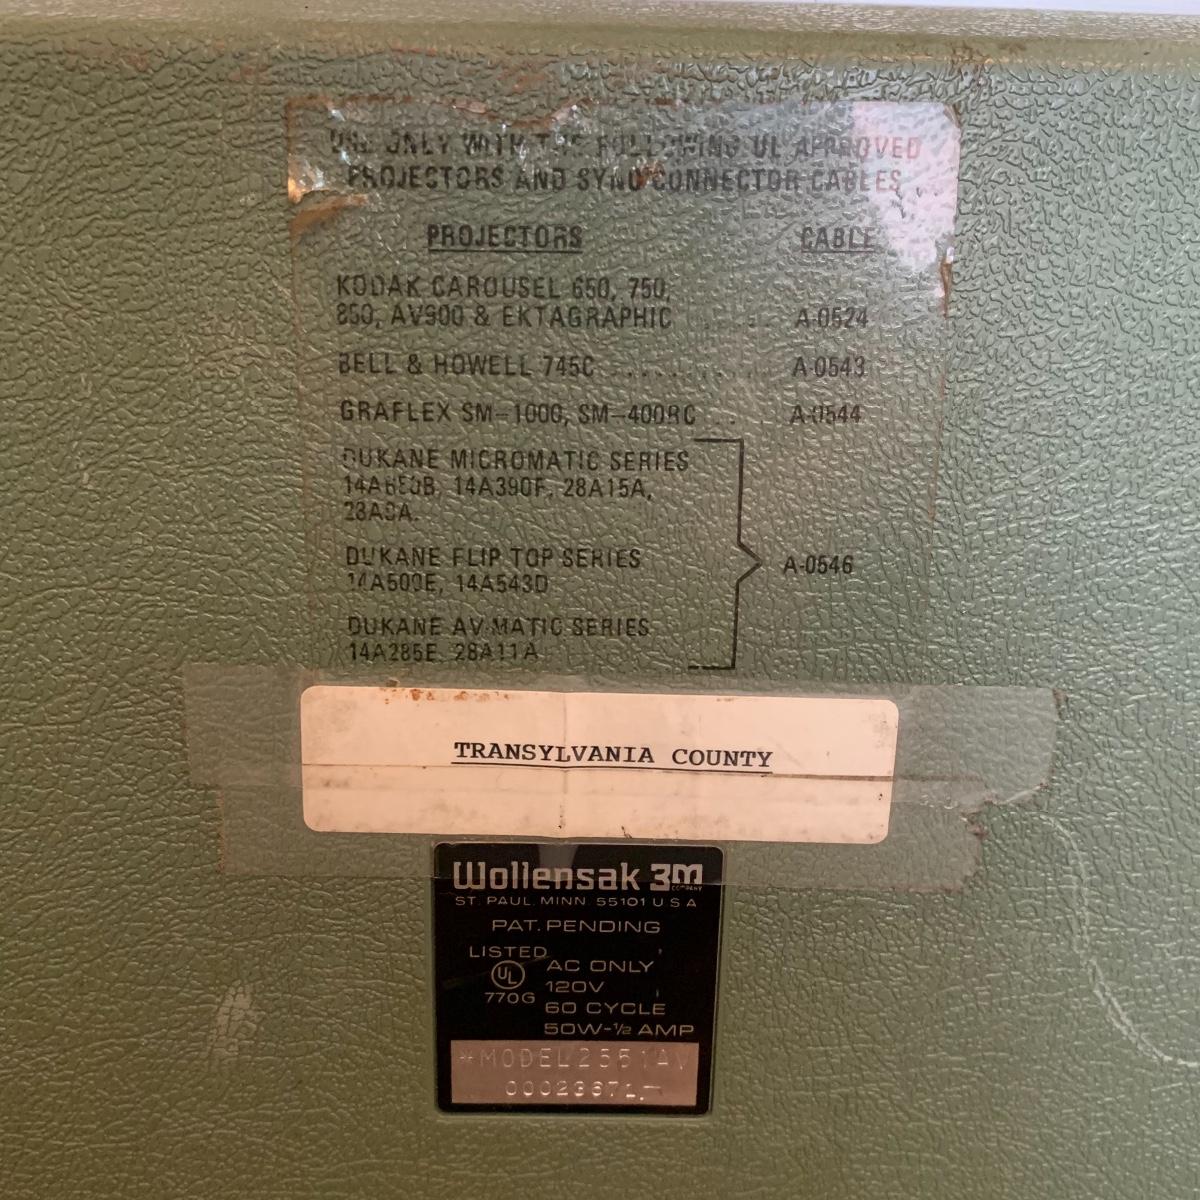 USE ONLY WITH THE FOLLOWING UL APPROVED
PROJECTORS AND SYNC CONNECTOR CABLES
PROJECTORS CABLE
KODAK CAROUSEL 650, 750,
850, AV900 & EKTAGRAPHIC ...... A-0524
BELL & HOWELL 745C ............ A-0543
GRAFLEX SM-1000, SM-400RC ... A-0544
DUKANE MICROMATIC SERIES
14A390F, 28A15A,
DUKANE FLIP TOP SERIES
14A500E, 14A543D
A-0546
DUKANE AV MATIC SERIES
14A285E, 28A11A
TRANSYLVANIA COUNTY
Wollensak 3M
COMPANY
ST. PAUL. MINN. 55101 U S A
PAT. PENDING
LISTED
UL
770G
AC ONLY
120V
60 CYCLE
50W-½ AMP
*MODEL 2551AV